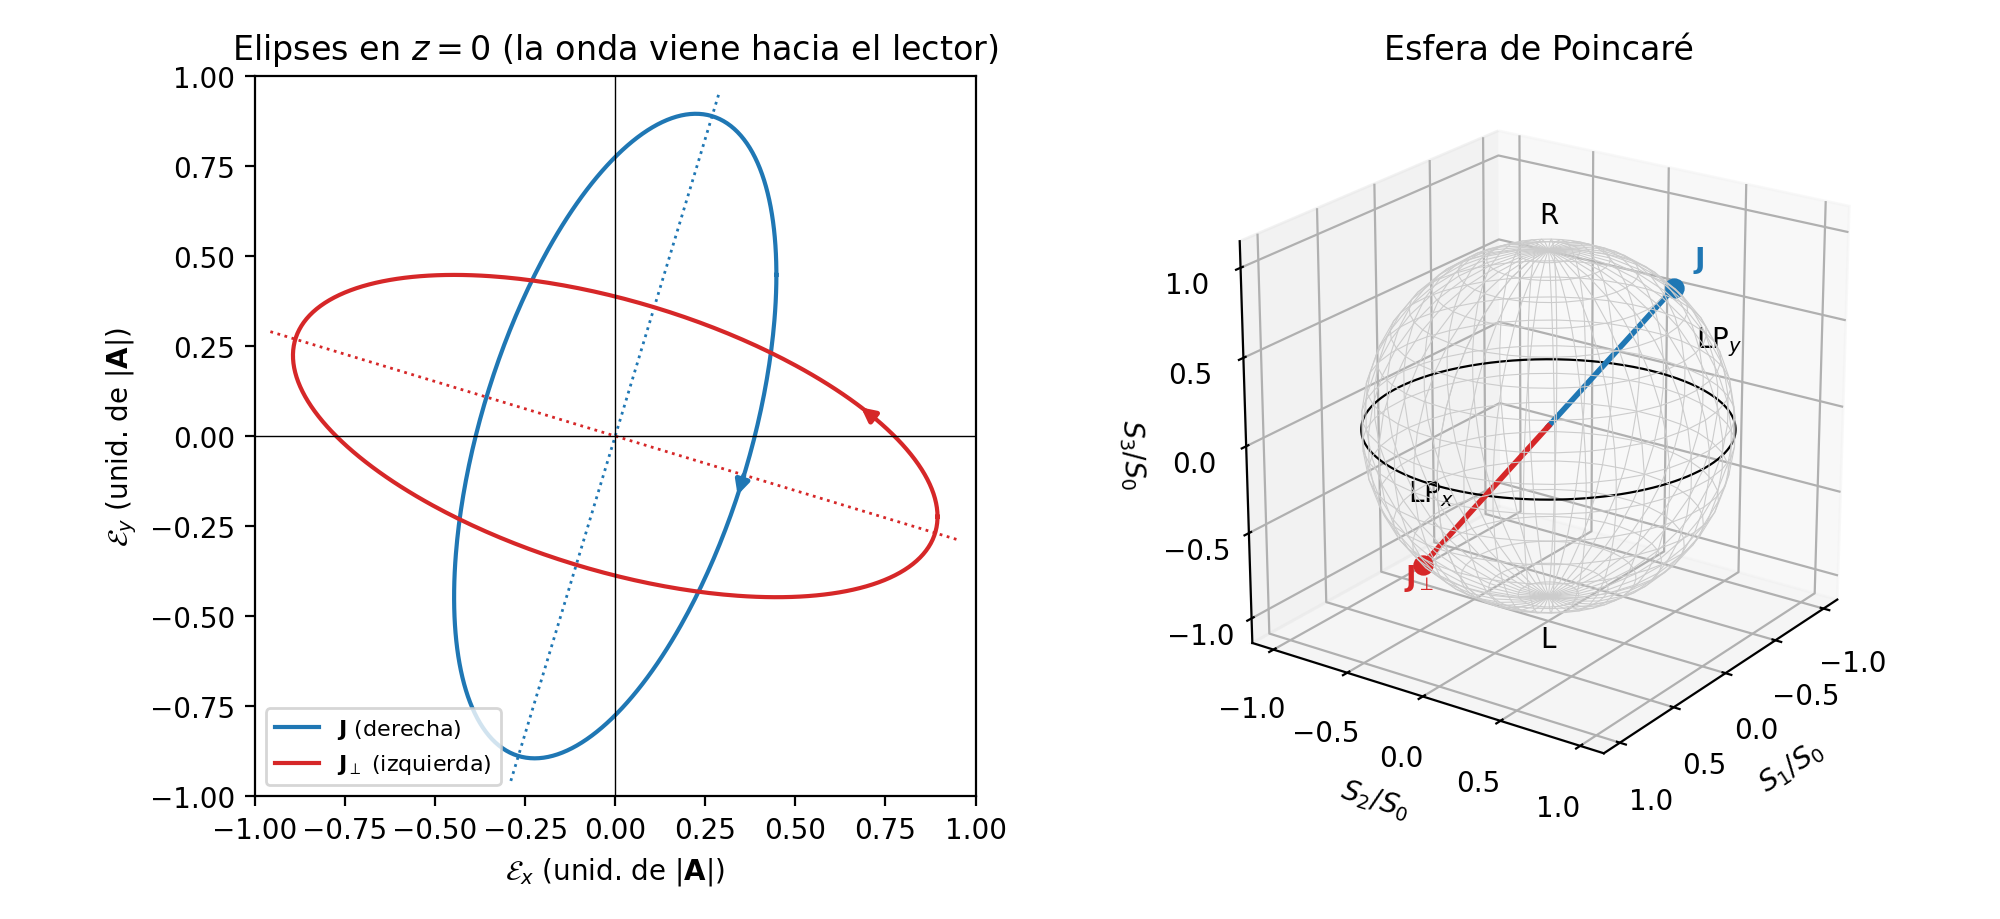 Elipses en z = 0 (la onda viene hacia el lector)
1.00
0.75
0.50
0.25
0.00
−0.25
−0.50
−0.75
−1.00
ℰy (unid. de |A|)
J (derecha)
J⊥ (izquierda)
−1.00 −0.75 −0.50 −0.25 0.00 0.25 0.50 0.75 1.00
ℰx (unid. de |A|)
Esfera de Poincaré
R
J
LPy
LPx
J⊥
L
1.0
0.5
0.0
−0.5
−1.0
S3/S0
−1.0
−0.5
0.0
0.5
1.0
S2/S0
−1.0
−0.5
0.0
0.5
1.0
S1/S0